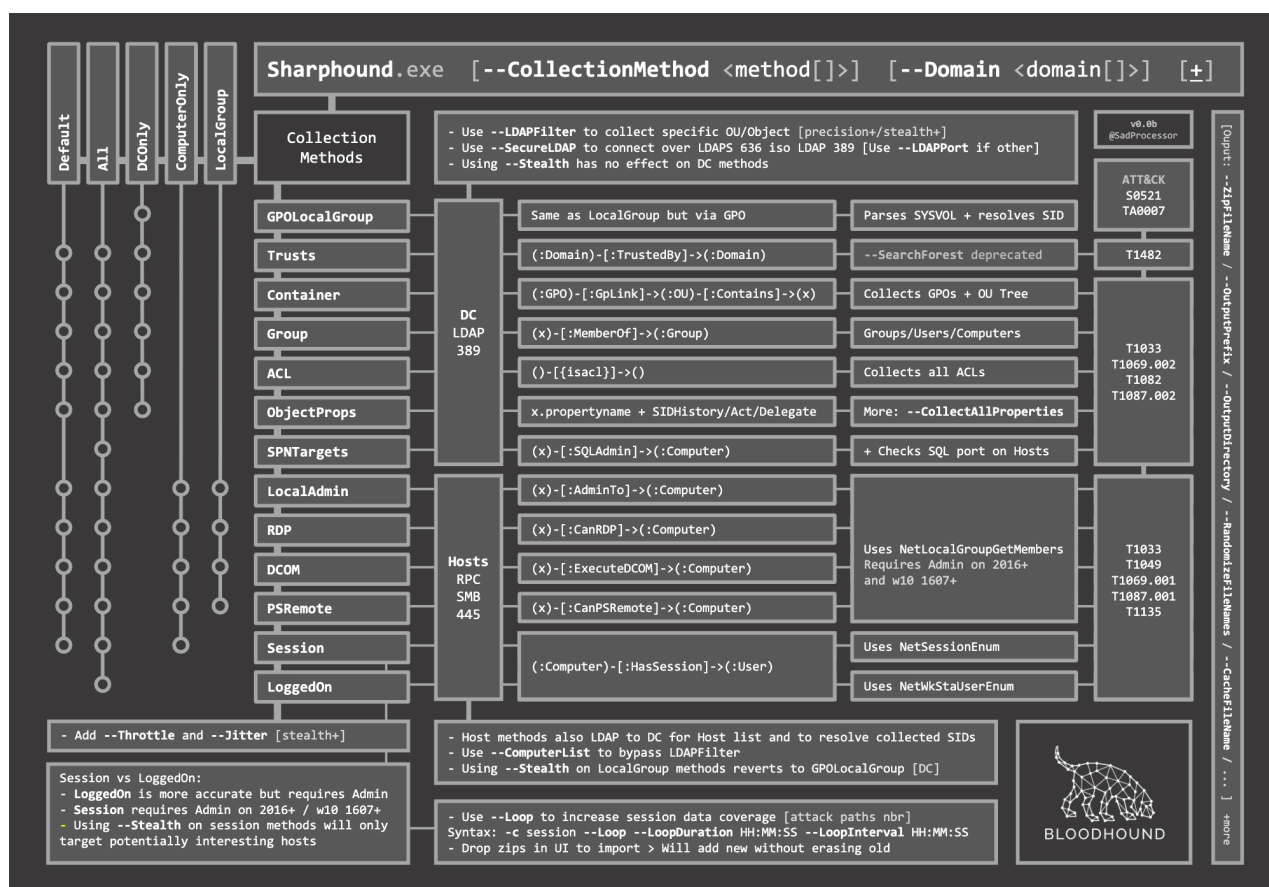 Default
All
DCOnly
ComputerOnly
LocalGroup
Sharphound.exe [--CollectionMethod <method[]>] [--Domain <domain[]>] [+]
Collection
Methods
- Use --LDAPFilter to collect specific OU/Object [precision+/stealth+]
- Use --SecureLDAP to connect over LDAPS 636 iso LDAP 389 [Use --LDAPPort if other]
- Using --Stealth has no effect on DC methods
v0.0b
@SadProcessor
ATT&CK
S0521
TA0007
GPOLocalGroup
Same as LocalGroup but via GPO
Parses SYSVOL + resolves SID
Trusts
(:Domain)-[:TrustedBy]->(:Domain)
--SearchForest deprecated
T1482
Container
(:GPO)-[:GpLink]->(:OU)-[:Contains]->(x)
Collects GPOs + OU Tree
Group
(x)-[:MemberOf]->(:Group)
Groups/Users/Computers
ACL
()-[{isacl}]->()
Collects all ACLs
ObjectProps
x.propertyname + SIDHistory/Act/Delegate
More: --CollectAllProperties
SPNTargets
(x)-[:SQLAdmin]->(:Computer)
+ Checks SQL port on Hosts
DC
LDAP
389
T1033
T1069.002
T1082
T1087.002
LocalAdmin
(x)-[:AdminTo]->(:Computer)
RDP
(x)-[:CanRDP]->(:Computer)
DCOM
(x)-[:ExecuteDCOM]->(:Computer)
PSRemote
(x)-[:CanPSRemote]->(:Computer)
Uses NetLocalGroupGetMembers
Requires Admin on 2016+
and w10 1607+
Session
LoggedOn
(:Computer)-[:HasSession]->(:User)
Uses NetSessionEnum
Uses NetWkStaUserEnum
Hosts
RPC
SMB
445
T1033
T1049
T1069.001
T1087.001
T1135
[Ouput: --ZipFileName / --OutputPrefix / --OutputDirectory / --RandomizeFileNames / --CacheFileName / ... ] +more
- Add --Throttle and --Jitter [stealth+]
Session vs LoggedOn:
- LoggedOn is more accurate but requires Admin
- Session requires Admin on 2016+ / w10 1607+
- Using --Stealth on session methods will only
target potentially interesting hosts
- Host methods also LDAP to DC for Host list and to resolve collected SIDs
- Use --ComputerList to bypass LDAPFilter
- Using --Stealth on LocalGroup methods reverts to GPOLocalGroup [DC]
- Use --Loop to increase session data coverage [attack paths nbr]
Syntax: -c session --Loop --LoopDuration HH:MM:SS --LoopInterval HH:MM:SS
- Drop zips in UI to import > Will add new without erasing old
BLOODHOUND